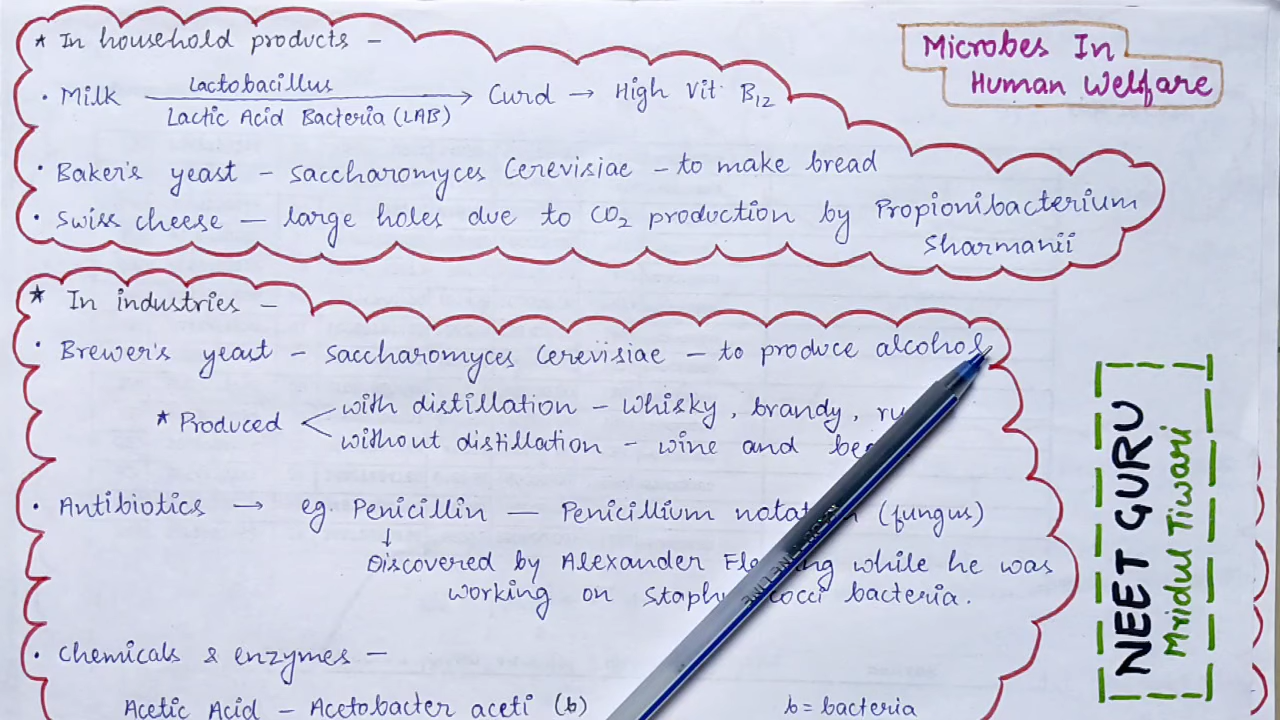 Microbes In
Human Welfare
* In household products -
· Milk Lactobacillus → Curd → High Vit. B12
Lactic Acid Bacteria (LAB)
· Baker's yeast - Saccharomyces Cerevisiae - to make bread
· Swiss cheese - large holes due to CO2 production by Propionibacterium
Sharmanii
* In industries -
· Brewer's yeast - Saccharomyces Cerevisiae - to produce alcohol
* Produced with distillation - whisky, brandy,
without distillation - wine and
· Antibiotics → eg. Penicillin - Penicillium (fungus)
↓
Discovered by Alexander while he was
working on bacteria.
· Chemicals & enzymes -
Acetic Acid - Acetobacter aceti (b)
b = bacteria
NEET GURU
Mridul Tiwari